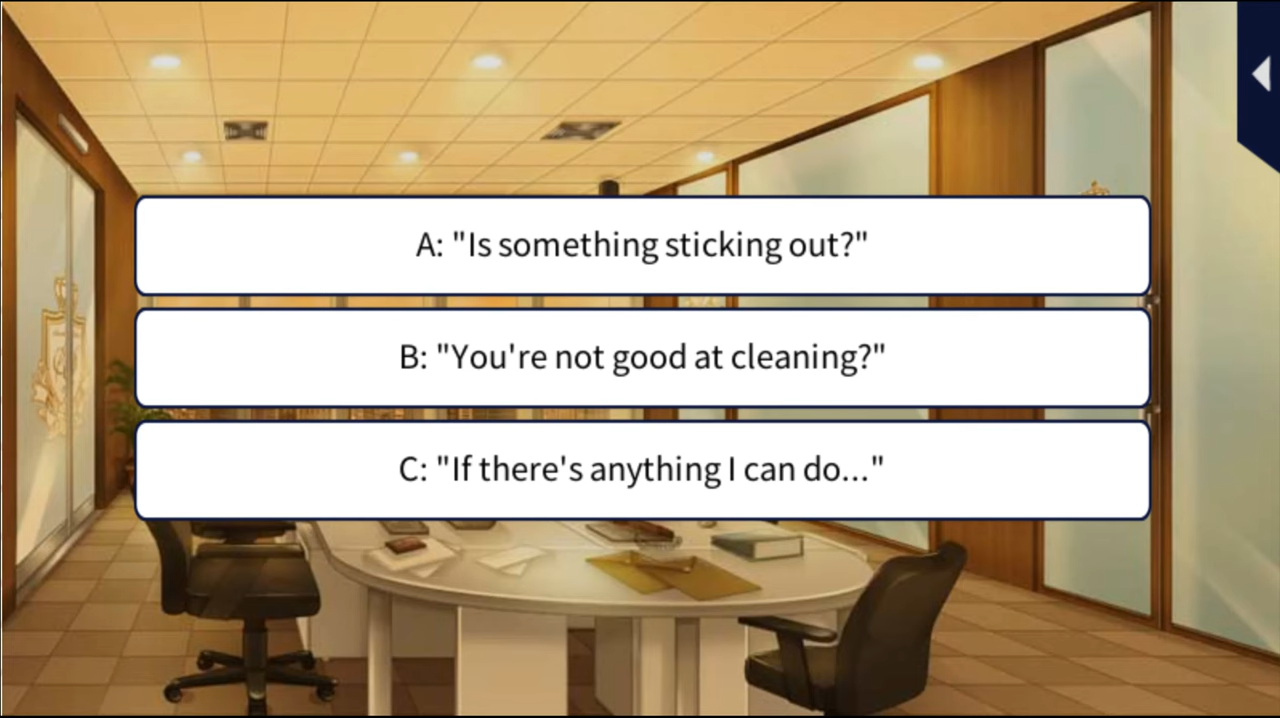 A: "Is something sticking out?"
B: "You're not good at cleaning?"
C: "If there's anything I can do..."